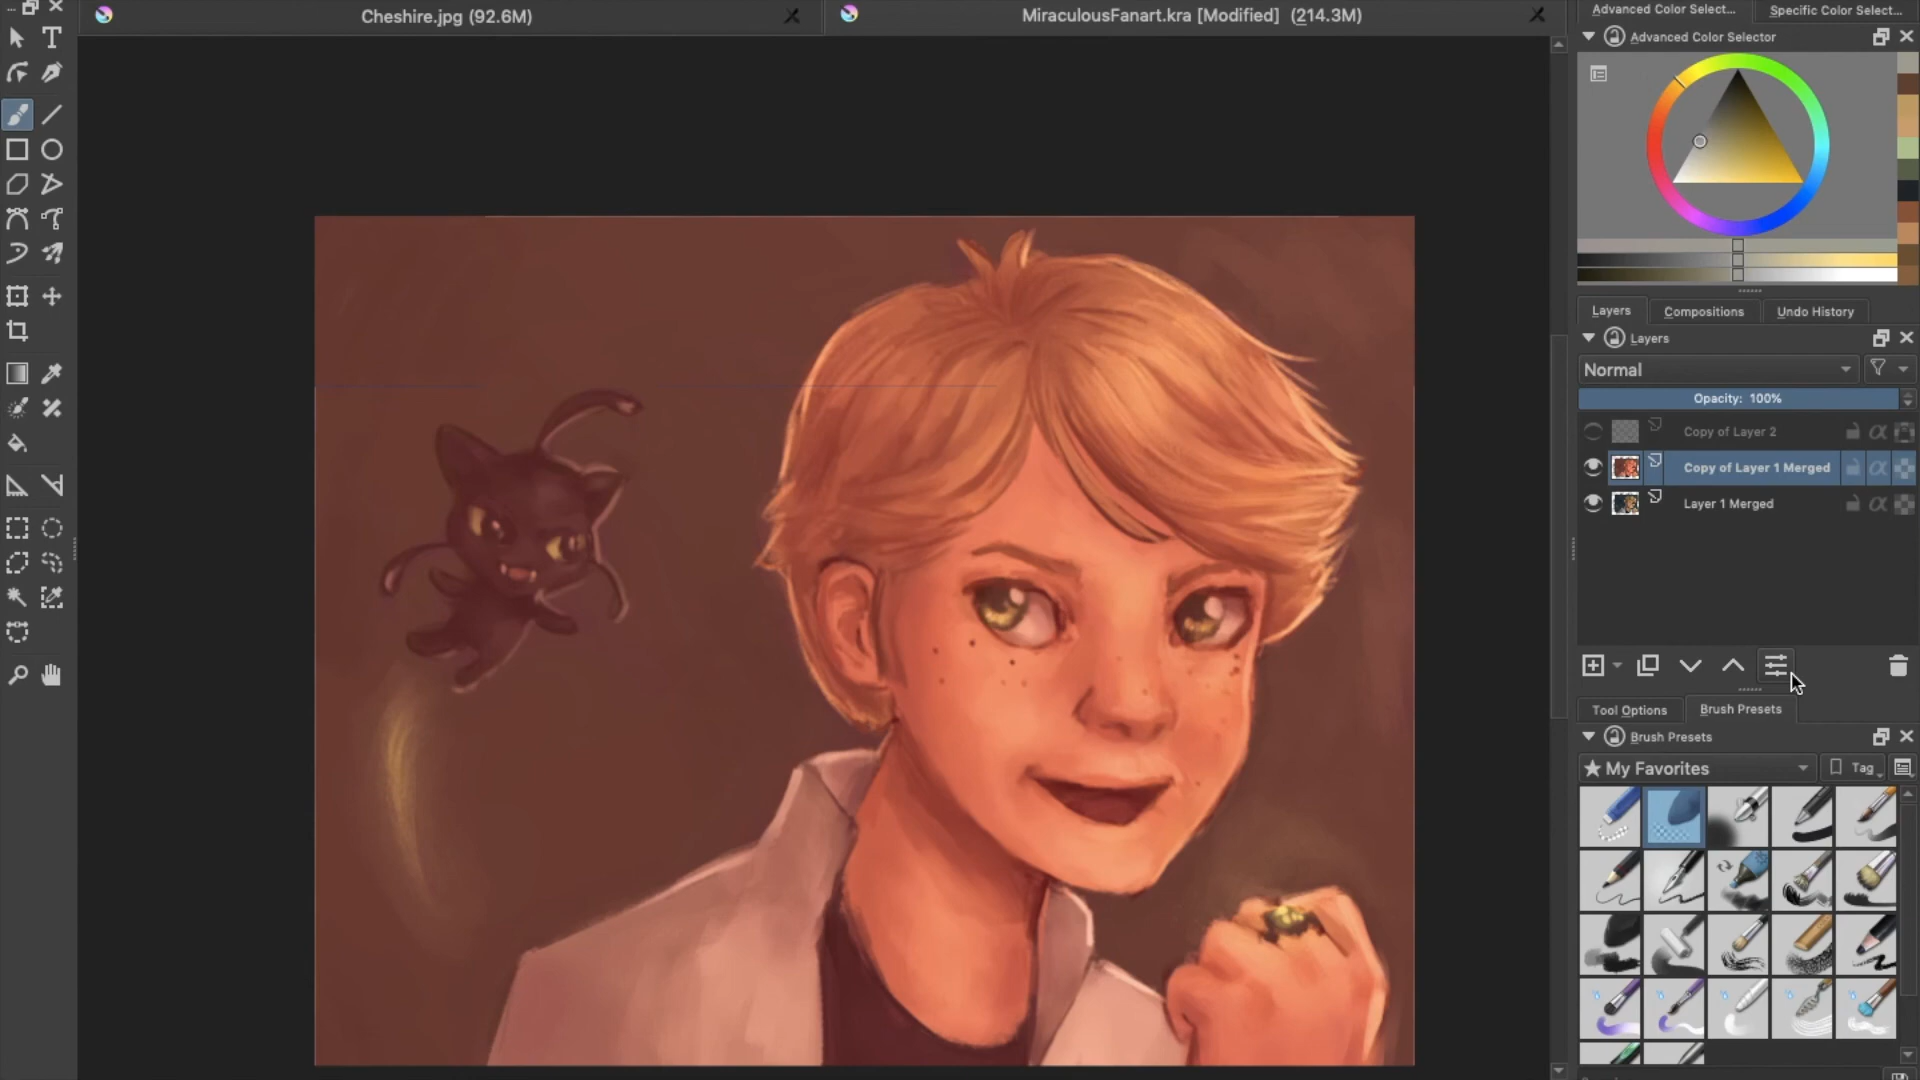 Cheshire.jpg (92.6M)
MiraculousFanart.kra [Modified] (214.3M)
Advanced Color Select...
Specific Color Select...
Advanced Color Selector
Layers
Compositions
Undo History
Layers
Normal
Opacity: 100%
Copy of Layer 2
Copy of Layer 1 Merged
Layer 1 Merged
Tool Options
Brush Presets
Brush Presets
★ My Favorites
Tag